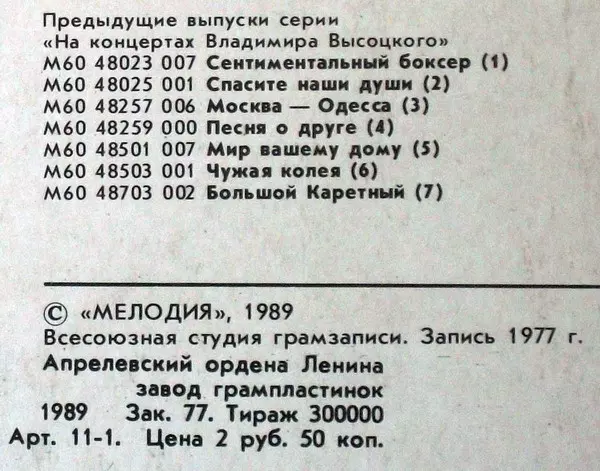 Предыдущие выпуски серии
«На концертах Владимира Высоцкого»
М60 48023 007 Сентиментальный боксер (1)
М60 48025 001 Спасите наши души (2)
М60 48257 006 Москва — Одесса (3)
М60 48259 000 Песня о друге (4)
М60 48501 007 Мир вашему дому (5)
М60 48503 001 Чужая колея (6)
М60 48703 002 Большой Каретный (7)
© «МЕЛОДИЯ», 1989
Всесоюзная студия грамзаписи. Запись 1977 г.
Апрелевский ордена Ленина
завод грампластинок
1989 Зак. 77. Тираж 300000
Арт. 11-1. Цена 2 руб. 50 коп.